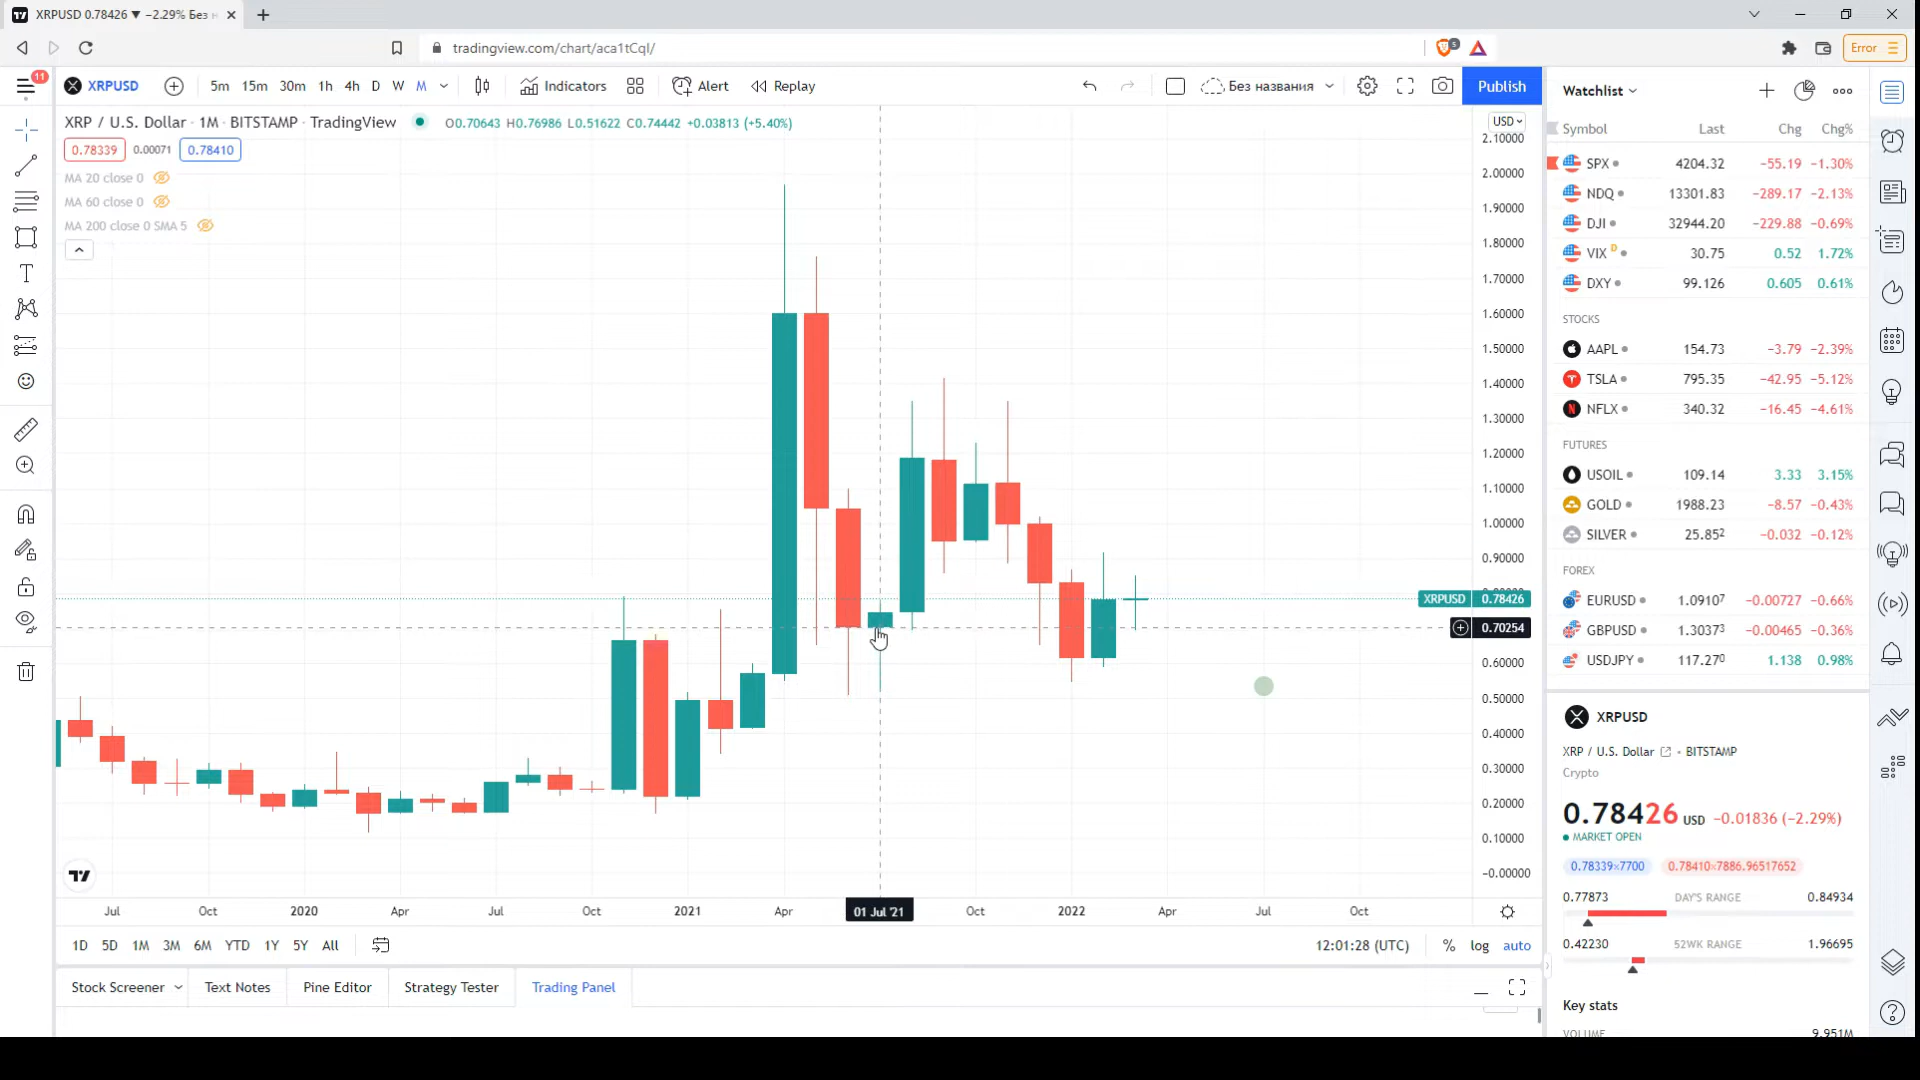 XRPUSD 0.78426 ▼ −2.29% Без н
tradingview.com/chart/aca1tCql/
5
Error
11
XRPUSD
5m 15m 30m 1h 4h D W M
Indicators
Alert
Replay
Без названия
Publish
XRP / U.S. Dollar · 1M · BITSTAMP · TradingView
O0.70643 H0.76986 L0.51622 C0.74442 +0.03813 (+5.40%)
0.78339 0.00071 0.78410
MA 20 close 0
MA 60 close 0
MA 200 close 0 SMA 5
USD
2.10000
2.00000
1.90000
1.80000
1.70000
1.60000
1.50000
1.40000
1.30000
1.20000
1.10000
1.00000
0.90000
XRPUSD 0.78426
0.70254
0.60000
0.50000
0.40000
0.30000
0.20000
0.10000
−0.00000
Jul Oct 2020 Apr Jul Oct 2021 Apr 01 Jul '21 Oct 2022 Apr Jul Oct
1D 5D 1M 3M 6M YTD 1Y 5Y All
12:01:28 (UTC) % log auto
Stock Screener Text Notes Pine Editor Strategy Tester Trading Panel
Watchlist
Symbol Last Chg Chg%
SPX 4204.32 −55.19 −1.30%
NDQ 13301.83 −289.17 −2.13%
DJI 32944.20 −229.88 −0.69%
VIX D 30.75 0.52 1.72%
DXY 99.126 0.605 0.61%
STOCKS
AAPL 154.73 −3.79 −2.39%
TSLA 795.35 −42.95 −5.12%
NFLX 340.32 −16.45 −4.61%
FUTURES
USOIL 109.14 3.33 3.15%
GOLD 1988.23 −8.57 −0.43%
SILVER 25.852 −0.032 −0.12%
FOREX
EURUSD 1.09107 −0.00727 −0.66%
GBPUSD 1.30373 −0.00465 −0.36%
USDJPY 117.270 1.138 0.98%
XRPUSD
XRP / U.S. Dollar • BITSTAMP
Crypto
0.78426 USD −0.01836 (−2.29%)
MARKET OPEN
0.78339×7700 0.78410×7886.96517652
0.77873 DAY'S RANGE 0.84934
0.42230 52WK RANGE 1.96695
Key stats
VOLUME 9.951M